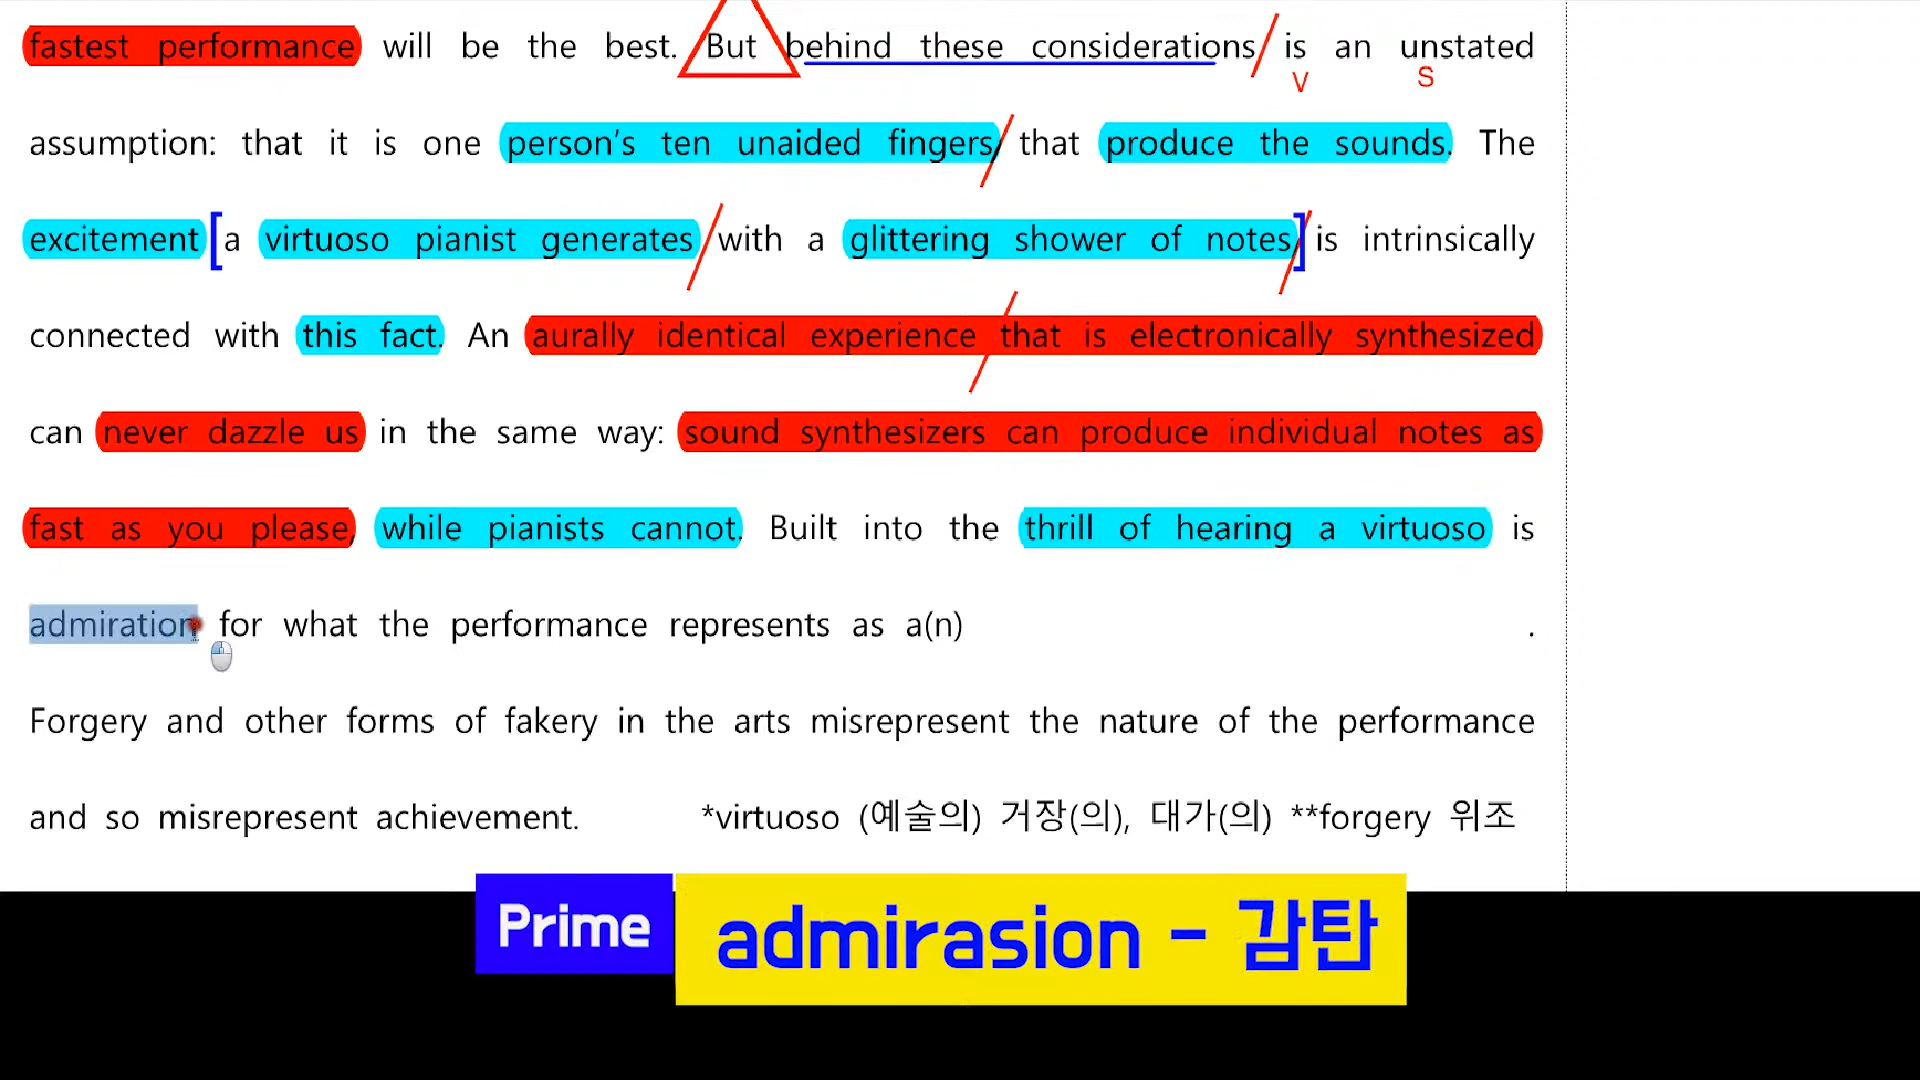 fastest performance will be the best. But behind these considerations is an unstated
V S
assumption: that it is one person's ten unaided fingers, that produce the sounds. The
excitement [a virtuoso pianist generates with a glittering shower of notes] is intrinsically
connected with this fact. An aurally identical experience that is electronically synthesized
can never dazzle us in the same way: sound synthesizers can produce individual notes as
fast as you please, while pianists cannot. Built into the thrill of hearing a virtuoso is
admiration for what the performance represents as a(n) .
Forgery and other forms of fakery in the arts misrepresent the nature of the performance
and so misrepresent achievement. *virtuoso (예술의) 거장(의), 대가(의) **forgery 위조
Prime admirasion - 감탄